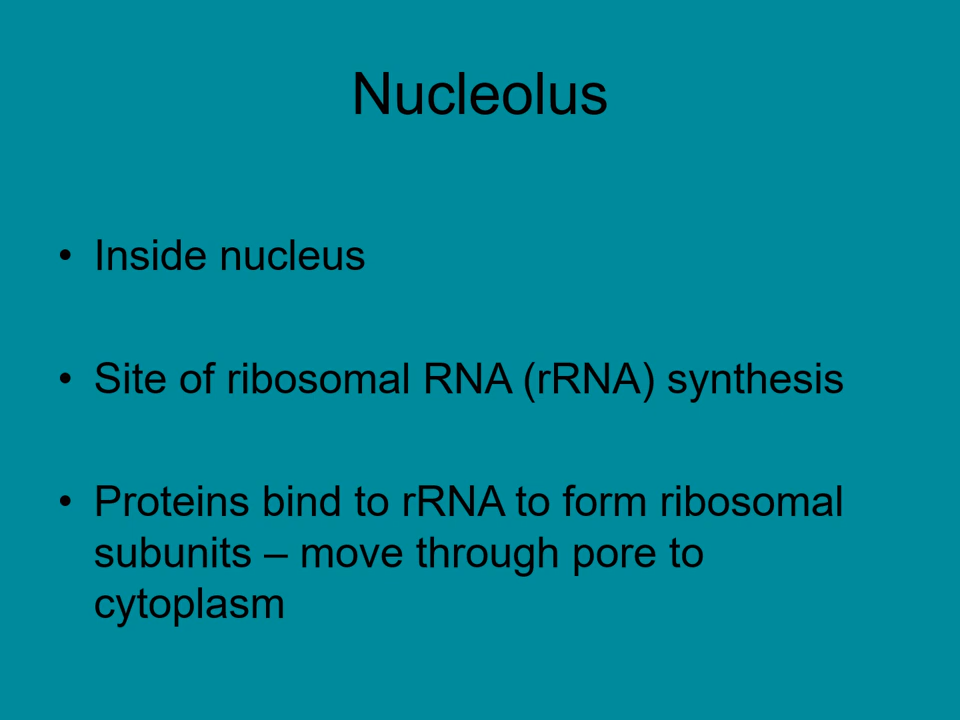 Nucleolus
• Inside nucleus
• Site of ribosomal RNA (rRNA) synthesis
• Proteins bind to rRNA to form ribosomal
subunits – move through pore to
cytoplasm